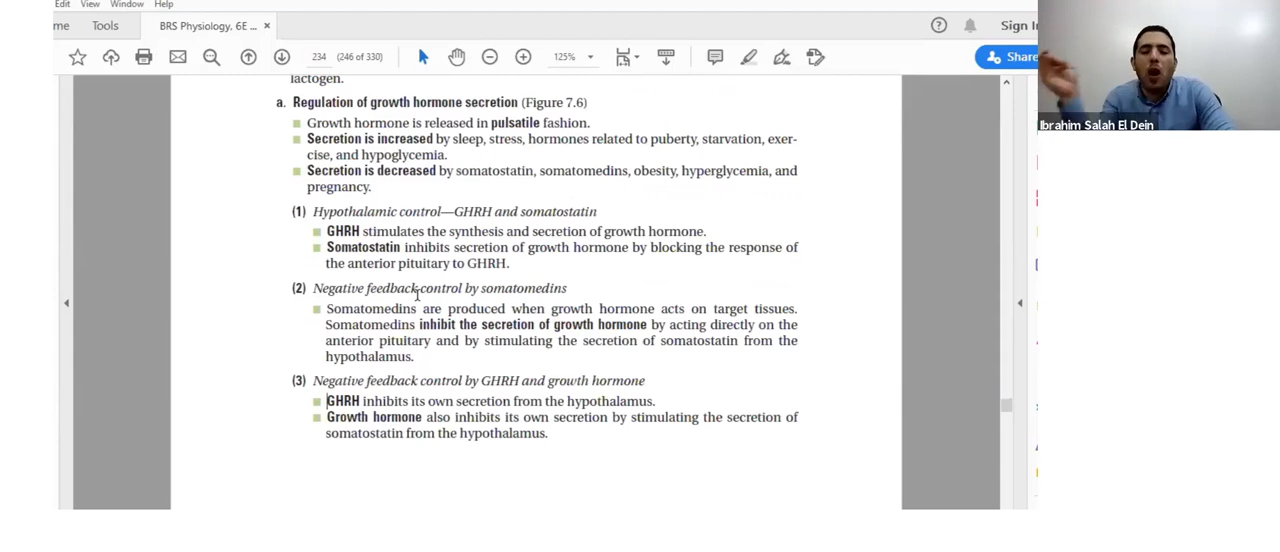 Edit View Window Help
me Tools BRS Physiology, 6E ... × Sign I
234 (246 of 330) 125% Share
lactogen.
a. Regulation of growth hormone secretion (Figure 7.6)
Growth hormone is released in pulsatile fashion.
Secretion is increased by sleep, stress, hormones related to puberty, starvation, exer-
cise, and hypoglycemia.
Secretion is decreased by somatostatin, somatomedins, obesity, hyperglycemia, and
pregnancy.
(1) Hypothalamic control—GHRH and somatostatin
GHRH stimulates the synthesis and secretion of growth hormone.
Somatostatin inhibits secretion of growth hormone by blocking the response of
the anterior pituitary to GHRH.
(2) Negative feedback control by somatomedins
Somatomedins are produced when growth hormone acts on target tissues.
Somatomedins inhibit the secretion of growth hormone by acting directly on the
anterior pituitary and by stimulating the secretion of somatostatin from the
hypothalamus.
(3) Negative feedback control by GHRH and growth hormone
GHRH inhibits its own secretion from the hypothalamus.
Growth hormone also inhibits its own secretion by stimulating the secretion of
somatostatin from the hypothalamus.
Ibrahim Salah El Dein